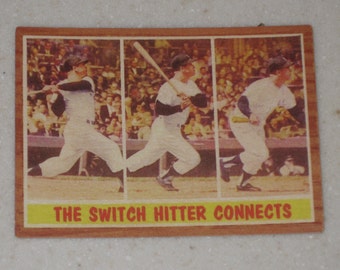 THE SWITCH HITTER CONNECTS